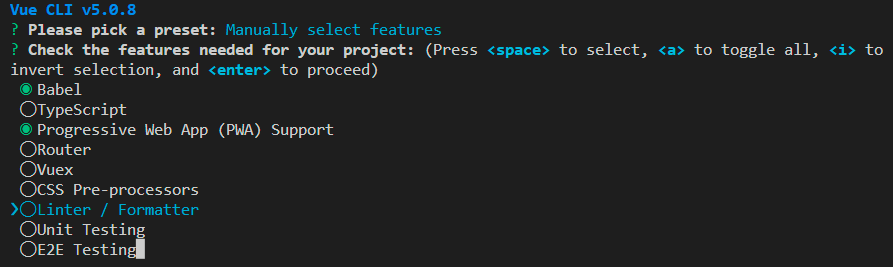 Vue CLI v5.0.8
? Please pick a preset: Manually select features
? Check the features needed for your project: (Press <space> to select, <a> to toggle all, <i> to
invert selection, and <enter> to proceed)
◉ Babel
◯ TypeScript
◉ Progressive Web App (PWA) Support
◯ Router
◯ Vuex
◯ CSS Pre-processors
❯◯ Linter / Formatter
◯ Unit Testing
◯ E2E Testing